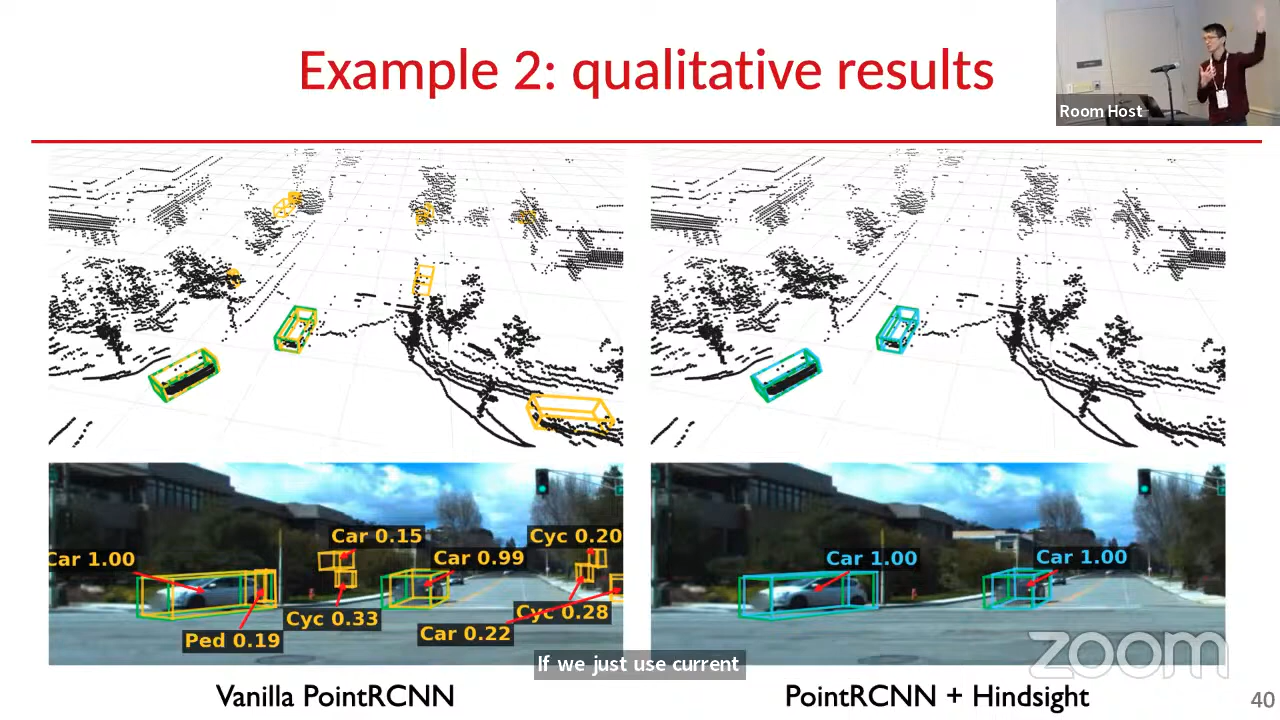 Example 2: qualitative results
Room Host
Car 1.00
Car 0.15
Car 0.99
Cyc 0.20
Ped 0.19
Cyc 0.33
Car 0.22
Cyc 0.28
Car 1.00
Car 1.00
zoom
If we just use current
Vanilla PointRCNN
PointRCNN + Hindsight
40